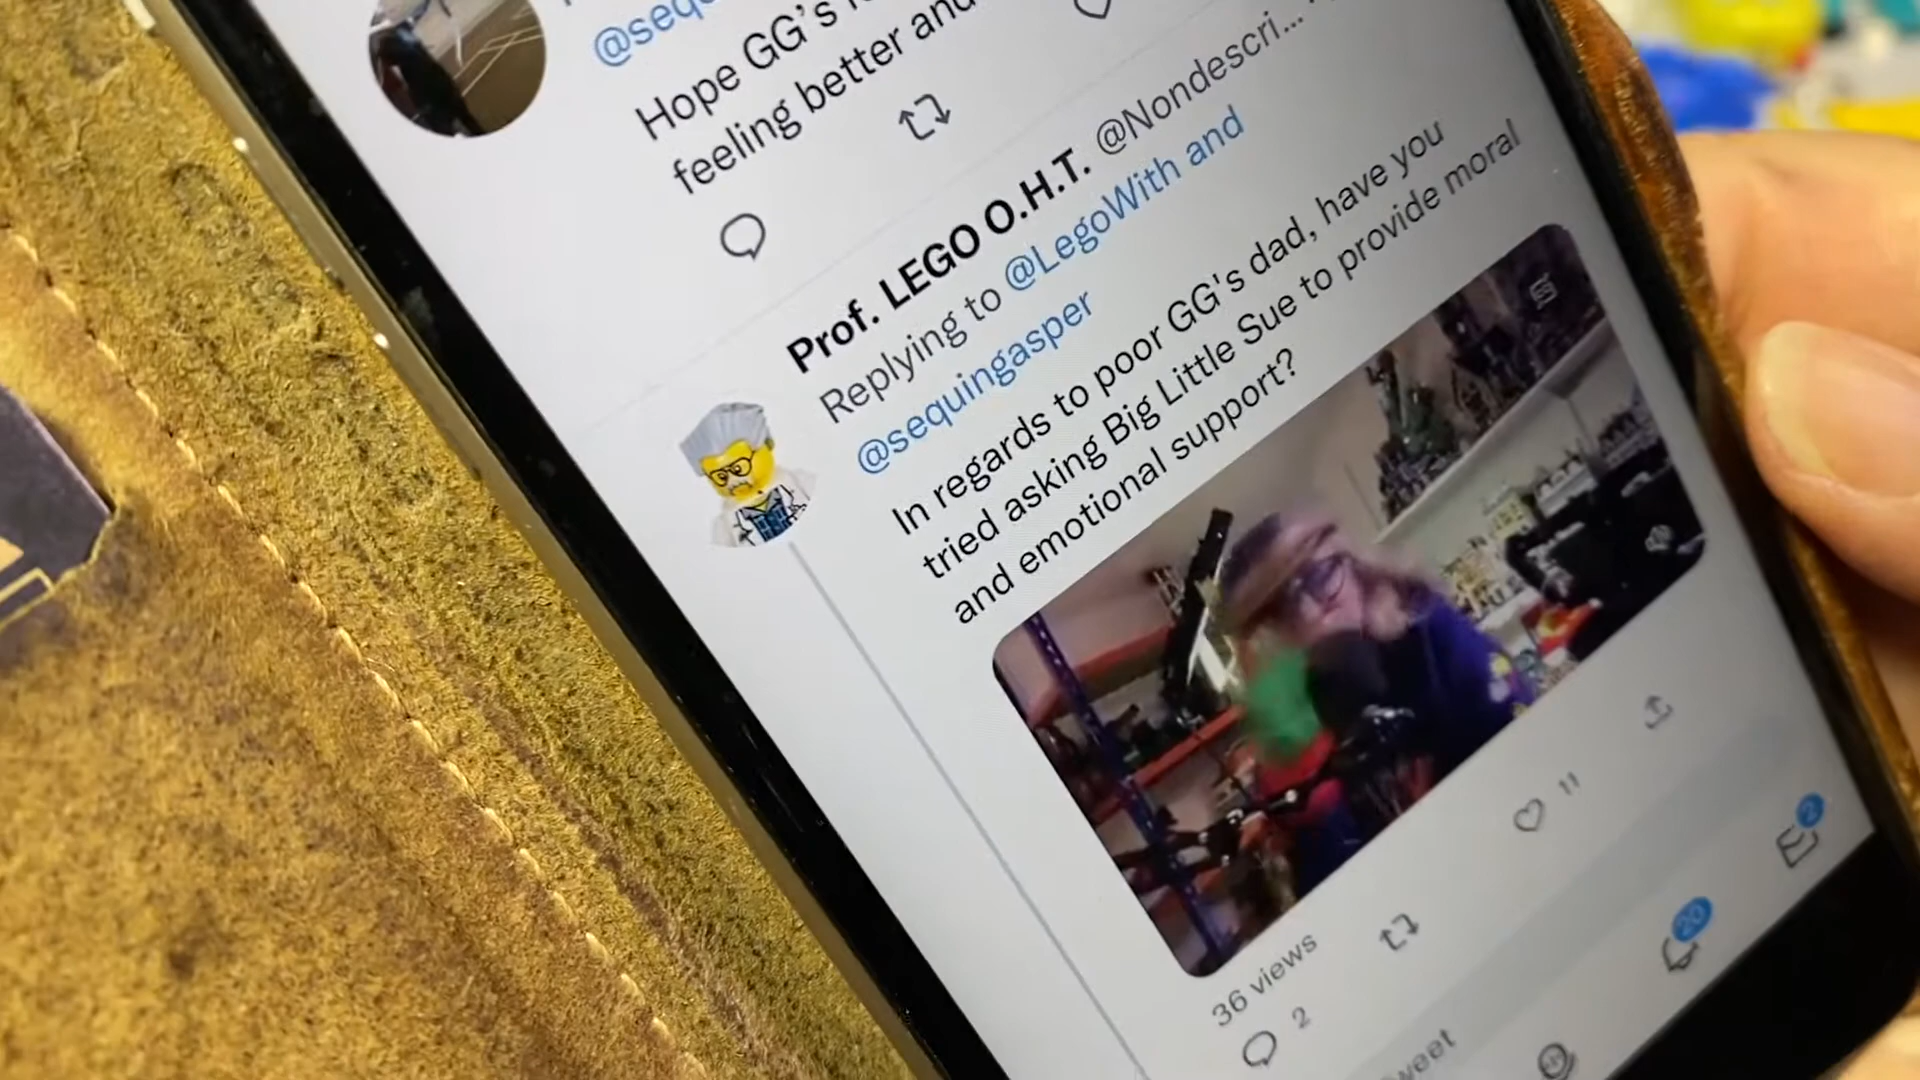 Hope GG's
feeling better and
Prof. LEGO O.H.T. @Nondescri...
Replying to @LegoWith and
@sequingasper
In regards to poor GG's dad, have you
tried asking Big Little Sue to provide moral
and emotional support?
36 views
2
11
20
2